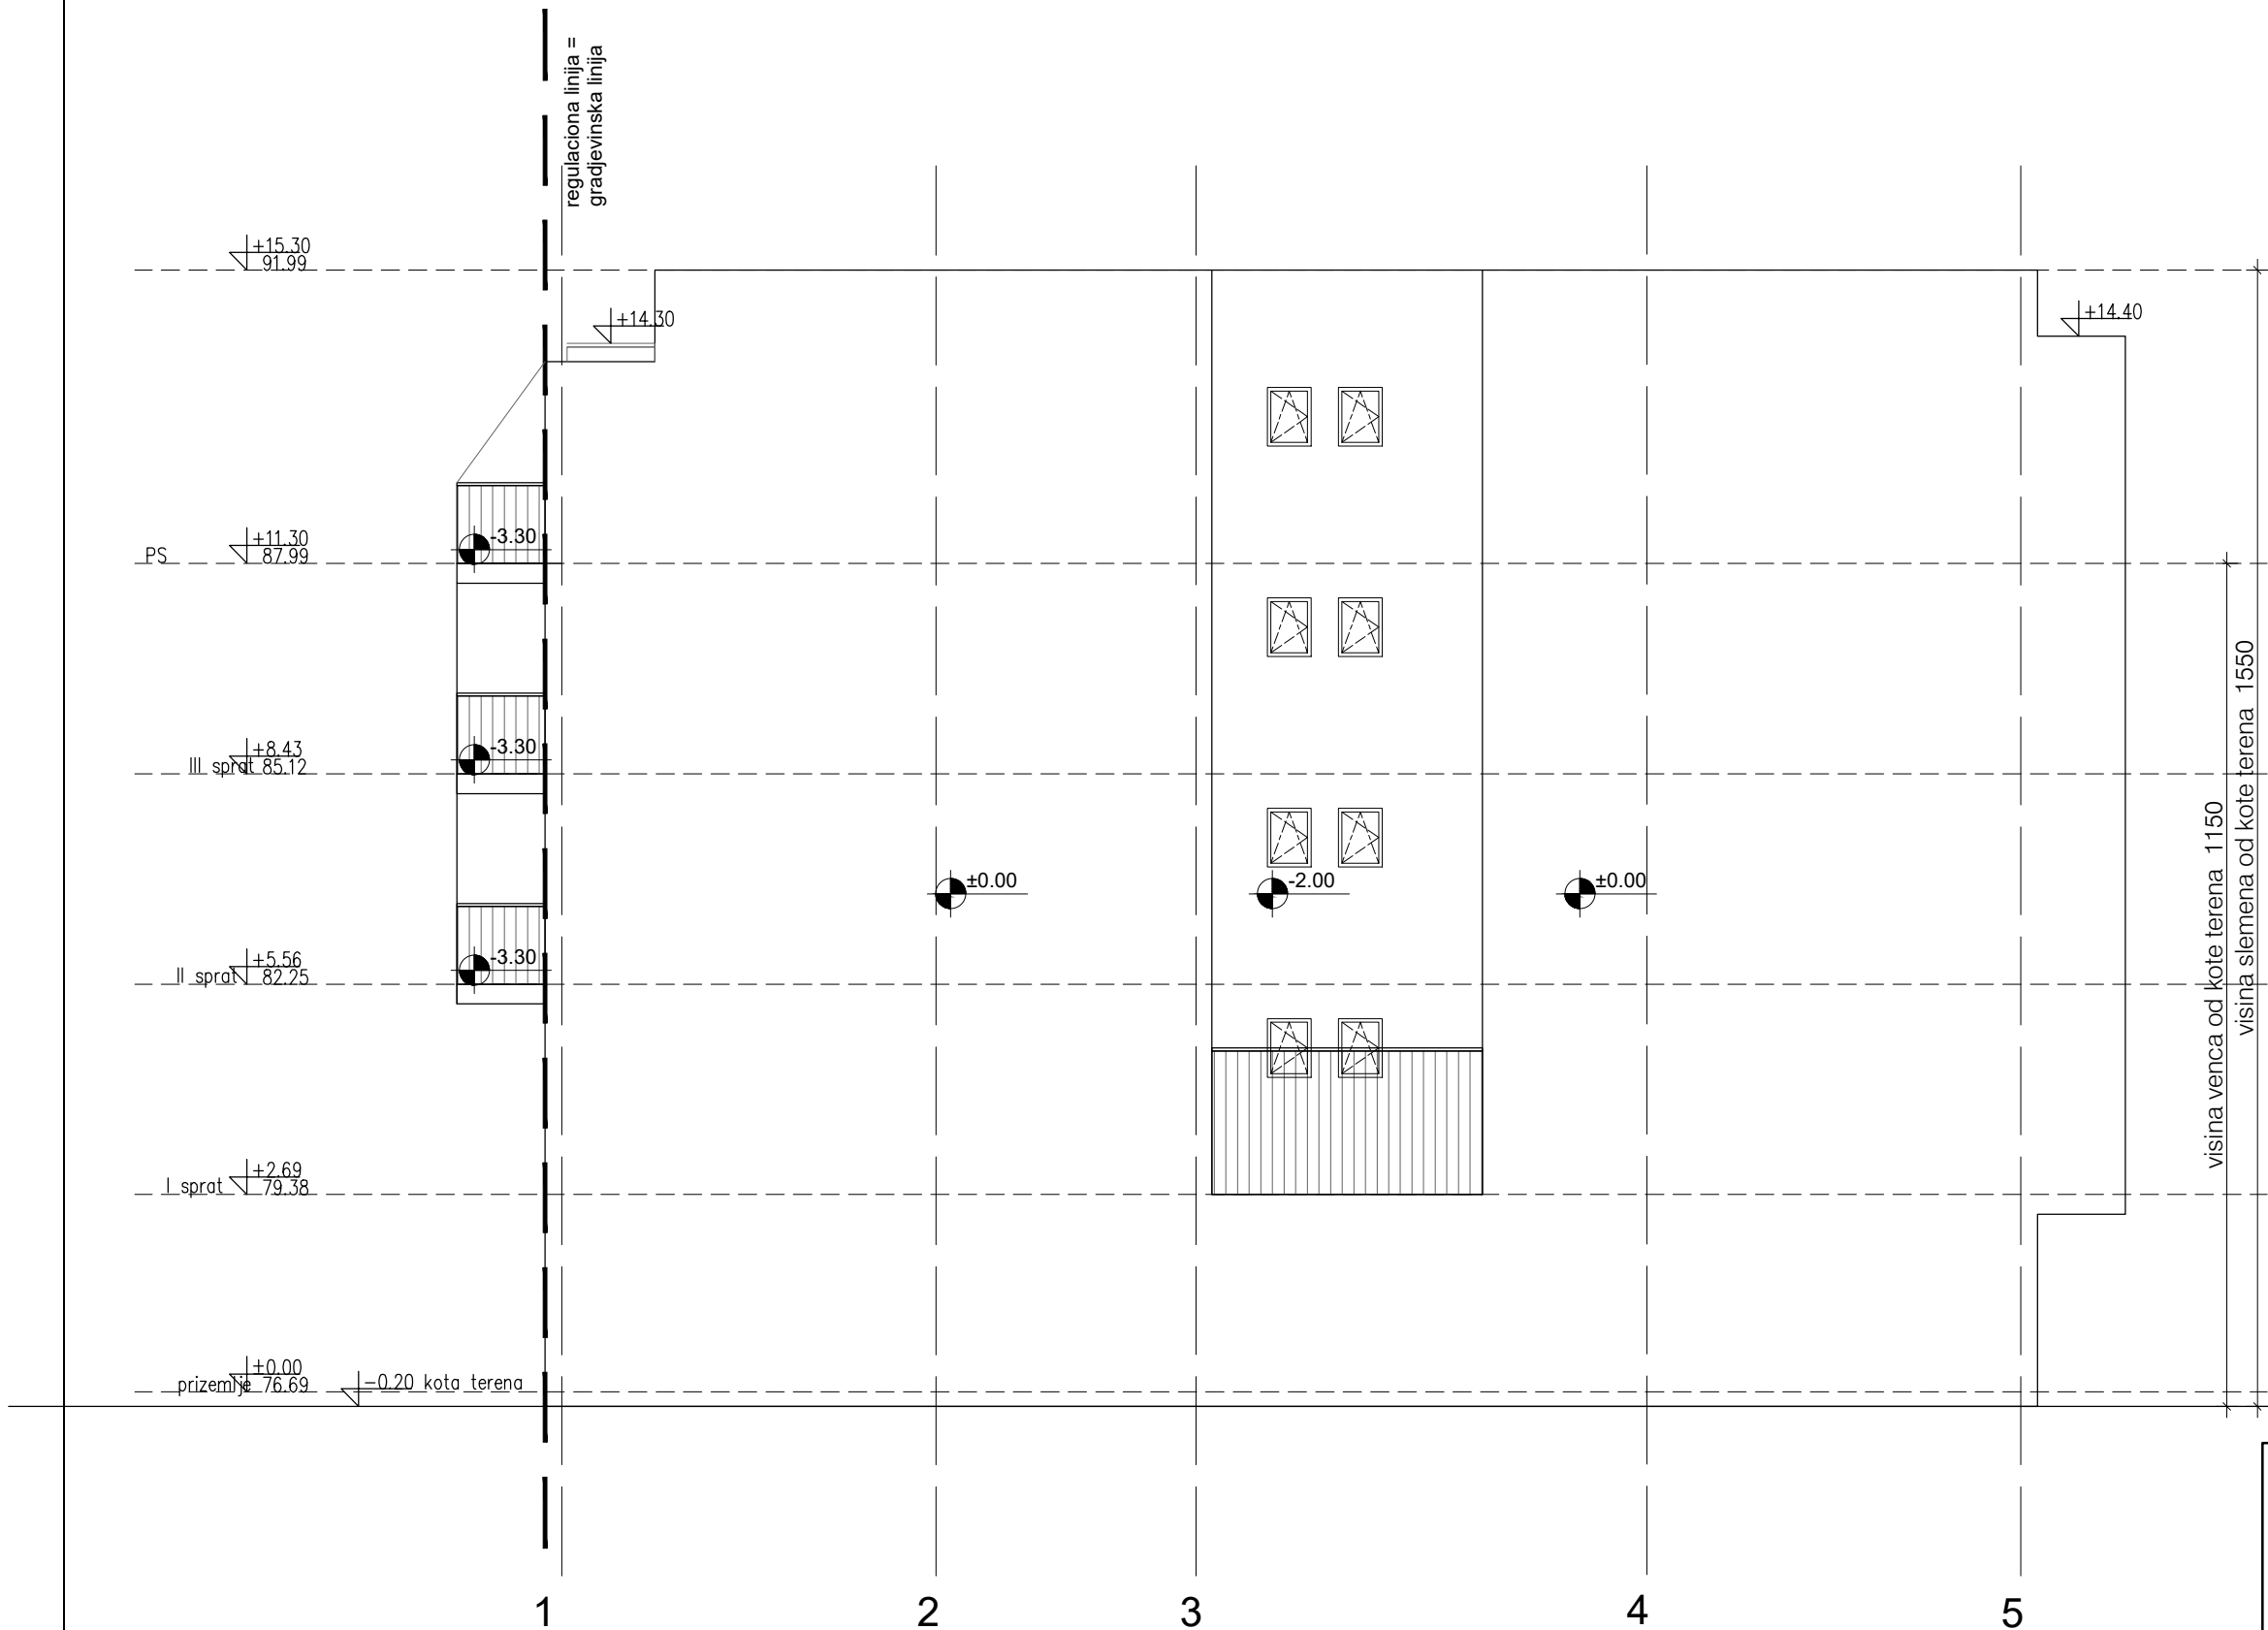 regulaciona linija =
gradjevinska linija
+15.30
91.99
+14.30
+14.40
PS
+11.30
87.99
-3.30
III sprat
+8.43
85.12
-3.30
±0.00
-2.00
±0.00
II sprat
+5.56
82.25
-3.30
I sprat
+2.69
79.38
prizemlje
±0.00
76.69
-0.20 kota terena
visina venca od kote terena 1150
visina slemena od kote terena 1550
1
2
3
4
5